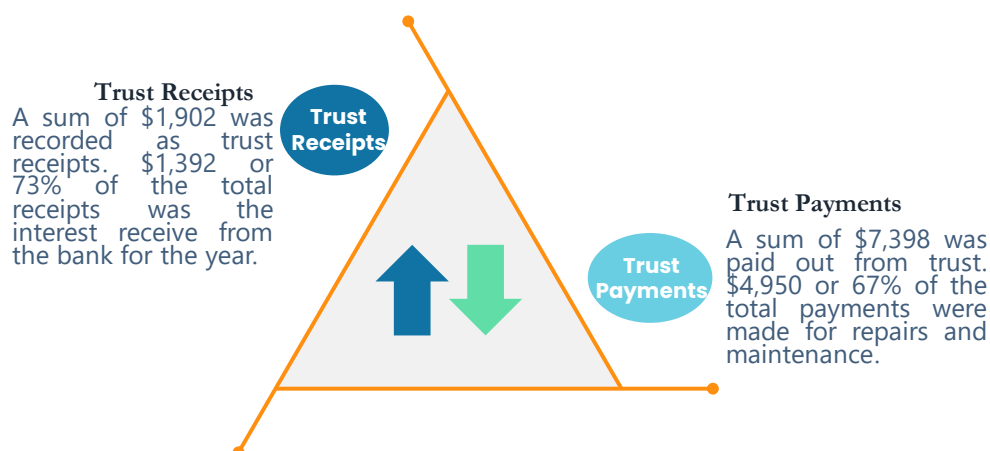 Trust Receipts
A sum of $1,902 was
recorded as trust
receipts. $1,392 or
73% of the total
receipts was the
interest receive from
the bank for the year.
Trust
Receipts
Trust Payments
A sum of $7,398 was
paid out from trust.
$4,950 or 67% of the
total payments were
made for repairs and
maintenance.
Trust
Payments